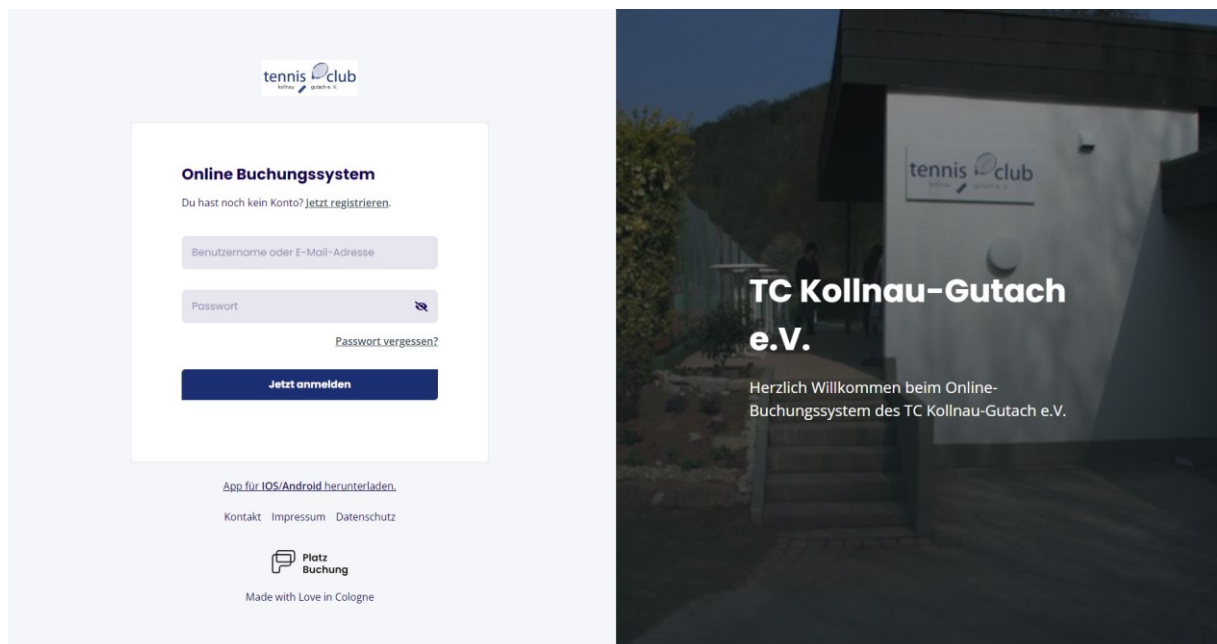 tennis club
kollnau gutach e. V.
Online Buchungssystem
Du hast noch kein Konto? Jetzt registrieren.
Benutzername oder E-Mail-Adresse
Passwort
Passwort vergessen?
Jetzt anmelden
App für IOS/Android herunterladen.
Kontakt Impressum Datenschutz
Platz
Buchung
Made with Love in Cologne
tennis club
kollnau gutach e. V.
TC Kollnau-Gutach
e.V.
Herzlich Willkommen beim Online-
Buchungssystem des TC Kollnau-Gutach e.V.